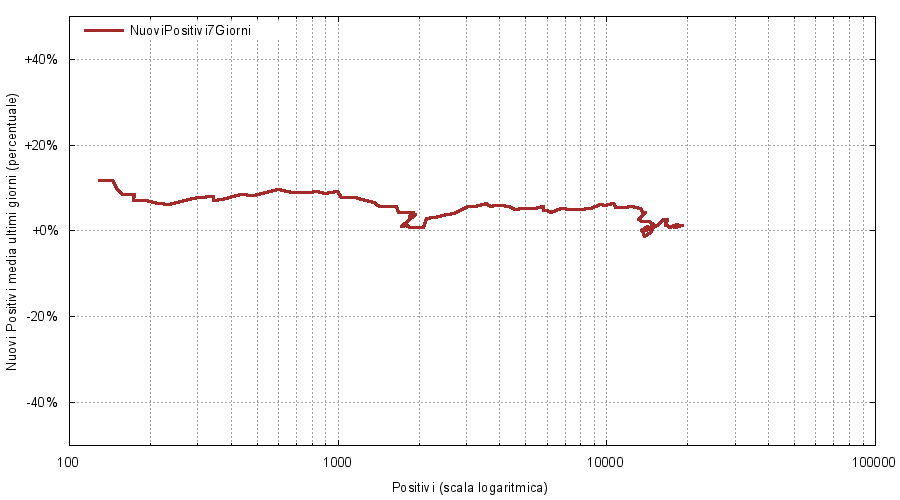 NuoviPositivi7Giorni
+40%
+20%
+0%
-20%
-40%
Nuovi Positivi media ultimi giorni (percentuale)
100 1000 10000 100000
Positivi (scala logaritmica)